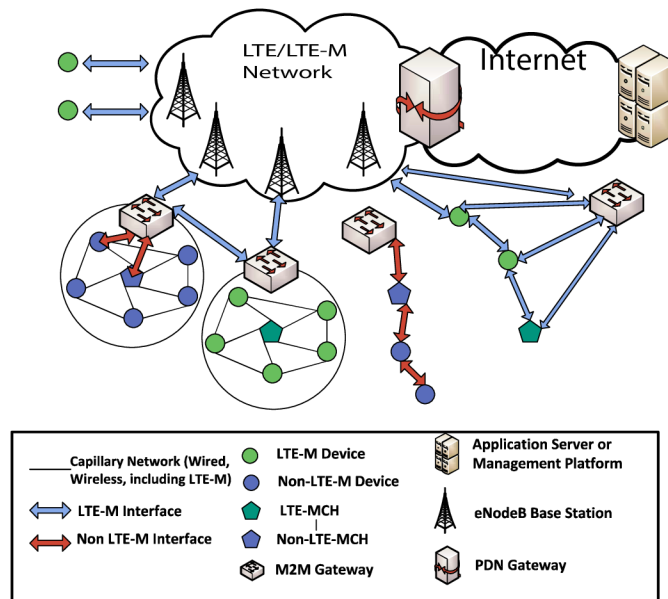 LTE/LTE-M
Network
Internet
Capillary Network (Wired,
Wireless, including LTE-M)
LTE-M Interface
Non LTE-M Interface
LTE-M Device
Non-LTE-M Device
LTE-MCH
Non-LTE-MCH
M2M Gateway
Application Server or
Management Platform
eNodeB Base Station
PDN Gateway